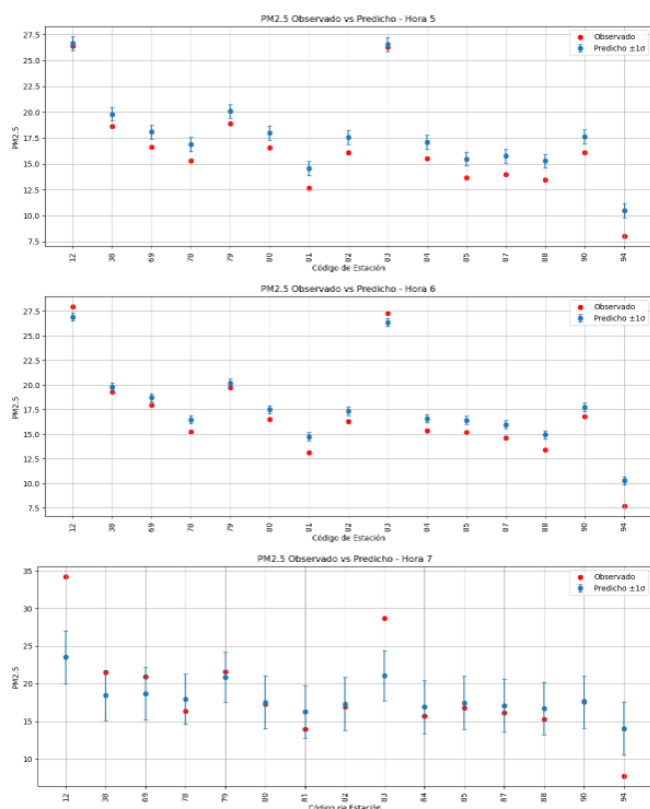 PM2.5 Observado vs Predicho - Hora 5
27.5
25.0
22.5
20.0
17.5
15.0
12.5
10.0
7.5
PM2.5
Observado
Predicho ±1σ
12 38 69 78 79 80 81 82 83 84 85 87 88 90 94
Código de Estación
PM2.5 Observado vs Predicho - Hora 6
27.5
25.0
22.5
20.0
17.5
15.0
12.5
10.0
7.5
PM2.5
Observado
Predicho ±1σ
12 38 69 78 79 80 81 82 83 84 85 87 88 90 94
Código de Estación
PM2.5 Observado vs Predicho - Hora 7
35
30
25
20
15
10
PM2.5
Observado
Predicho ±1σ
12 38 69 78 79 80 81 82 83 84 85 87 88 90 94
Código de Estación